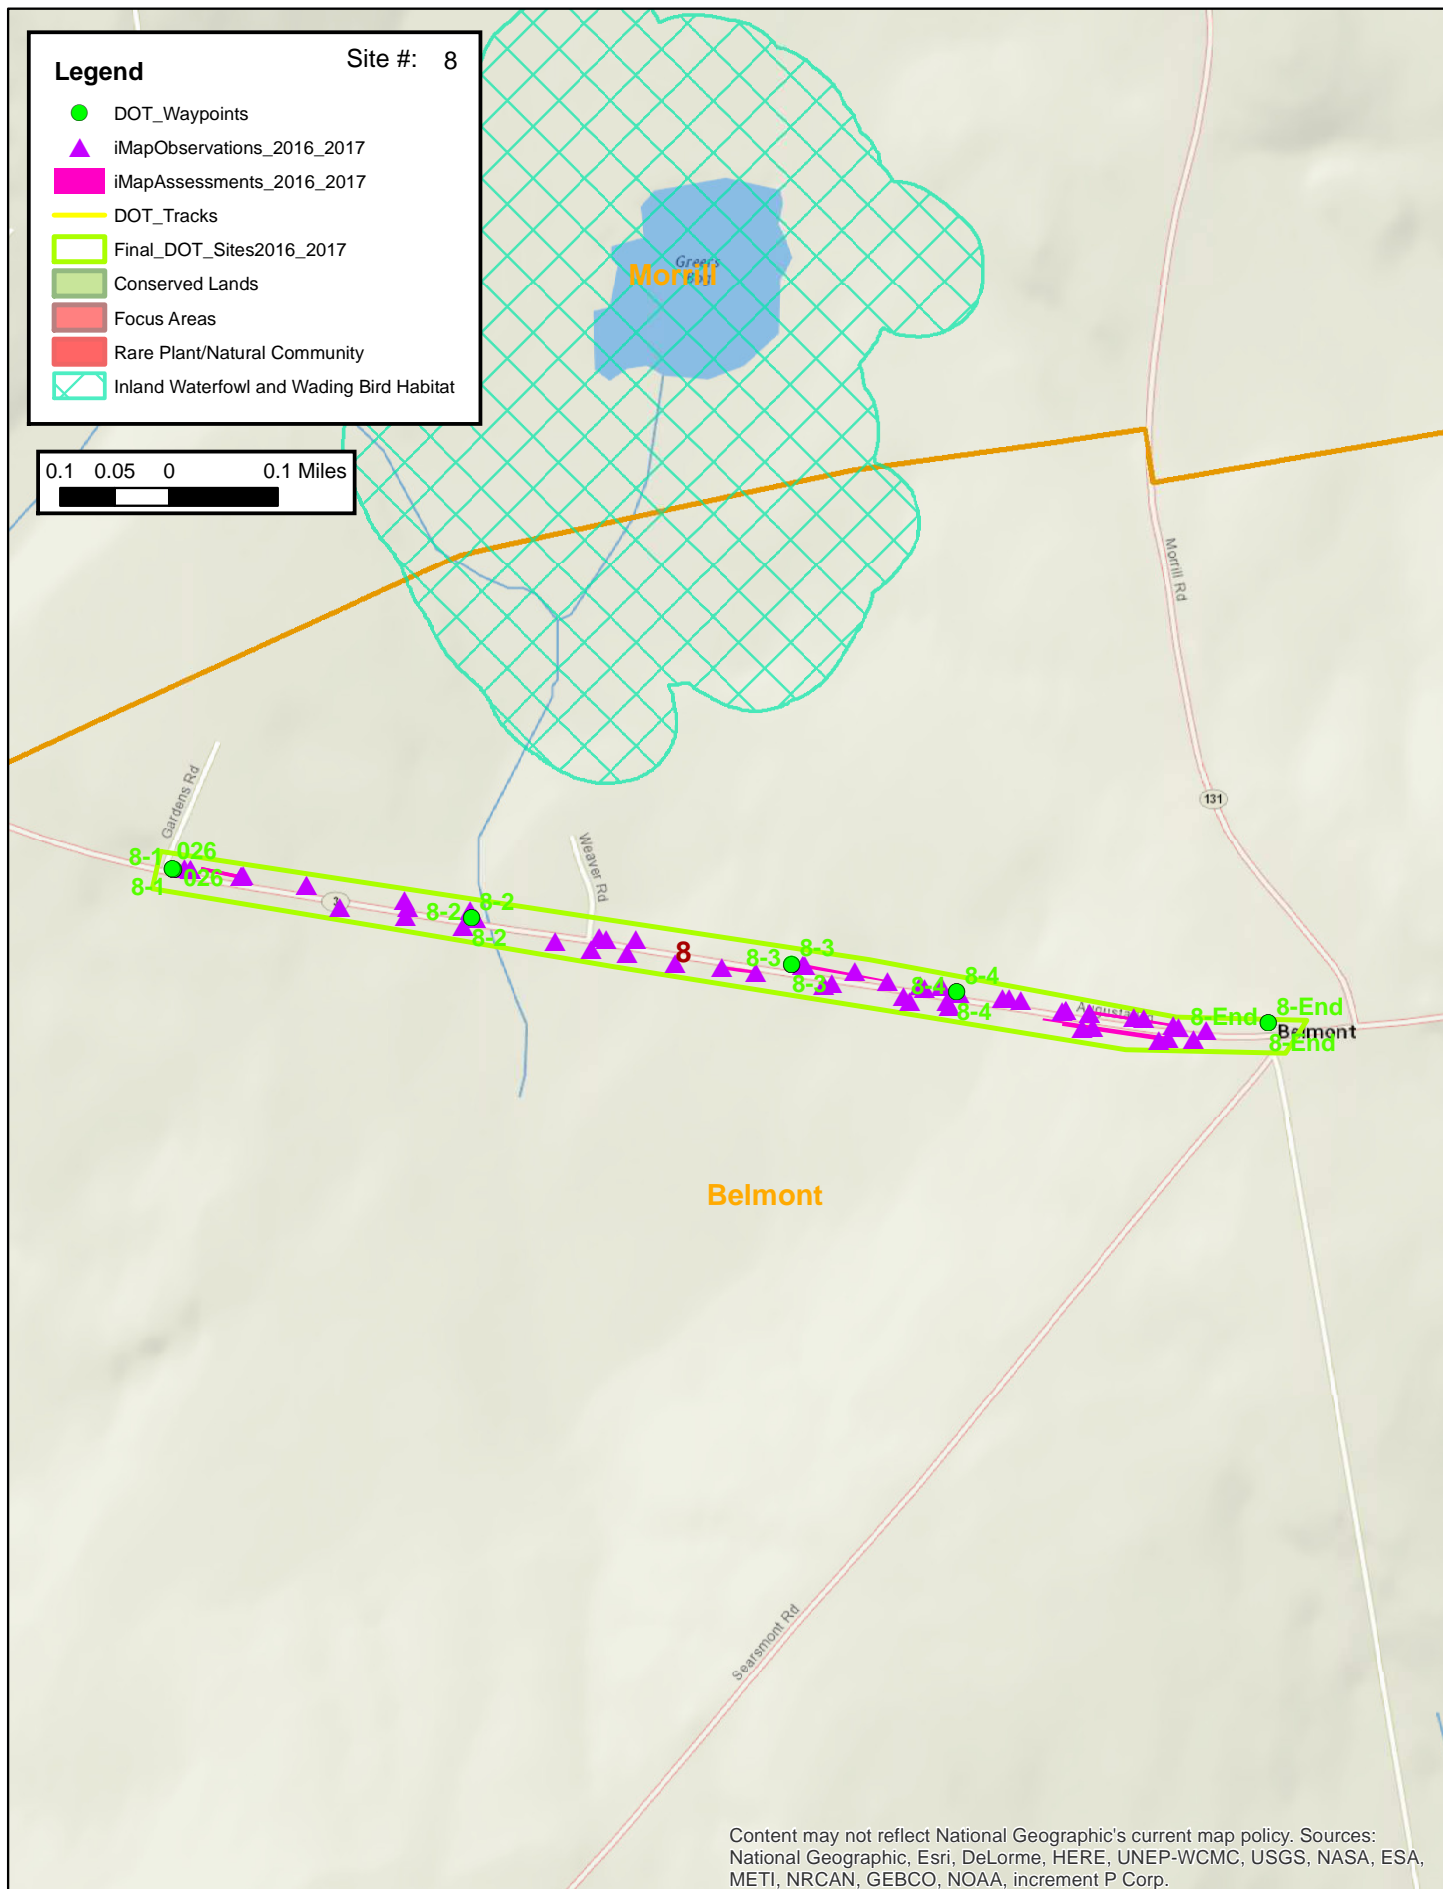 Legend
Site #: 8
DOT_Waypoints
iMapObservations_2016_2017
iMapAssessments_2016_2017
DOT_Tracks
Final_DOT_Sites2016_2017
Conserved Lands
Focus Areas
Rare Plant/Natural Community
Inland Waterfowl and Wading Bird Habitat
0.1 0.05 0 0.1 Miles
Greers
Bog
Morrill
Morrill Rd
131
Gardens Rd
Weaver Rd
8-1 026
8-1 026
3
8-2
8-2
8-2
8
8-3
8-3
8-3
8-4
8-4
8-4
8-End
8-End
8-End
Belmont
Belmont
Searsmont Rd
Content may not reflect National Geographic's current map policy. Sources:
National Geographic, Esri, DeLorme, HERE, UNEP-WCMC, USGS, NASA, ESA,
METI, NRCAN, GEBCO, NOAA, increment P Corp.